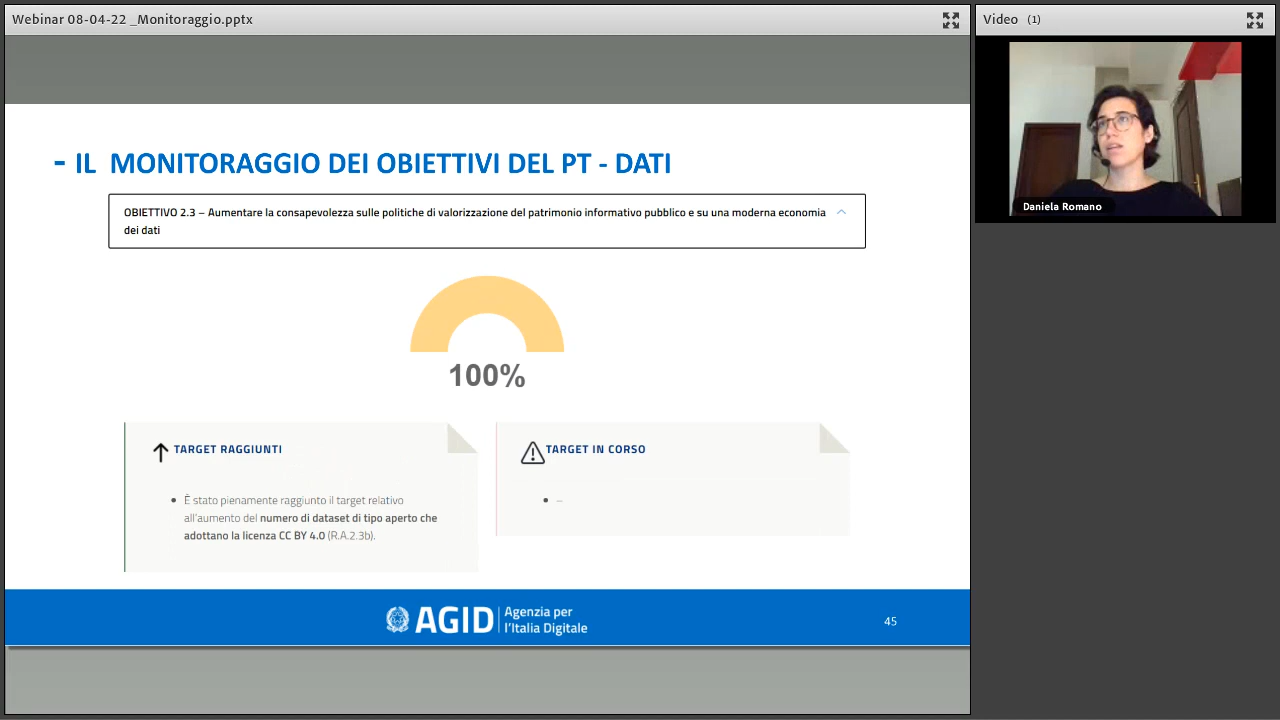 Webinar 08-04-22 _Monitoraggio.pptx
Video (1)
Daniela Romano
- IL MONITORAGGIO DEI OBIETTIVI DEL PT - DATI
OBIETTIVO 2.3 – Aumentare la consapevolezza sulle politiche di valorizzazione del patrimonio informativo pubblico e su una moderna economia
dei dati
100%
TARGET RAGGIUNTI
• È stato pienamente raggiunto il target relativo
all'aumento del numero di dataset di tipo aperto che
adottano la licenza CC BY 4.0 (R.A.2.3b).
TARGET IN CORSO
• –
AGID
Agenzia per
l'Italia Digitale
45